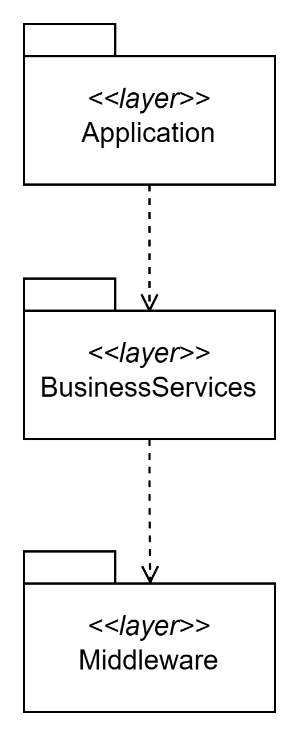 <<layer>>
Application
<<layer>>
BusinessServices
<<layer>>
Middleware